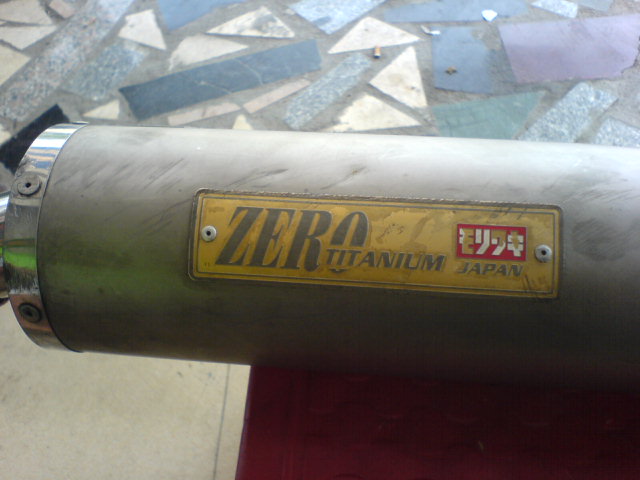 ZERO モリワキ
TITANIUM JAPAN